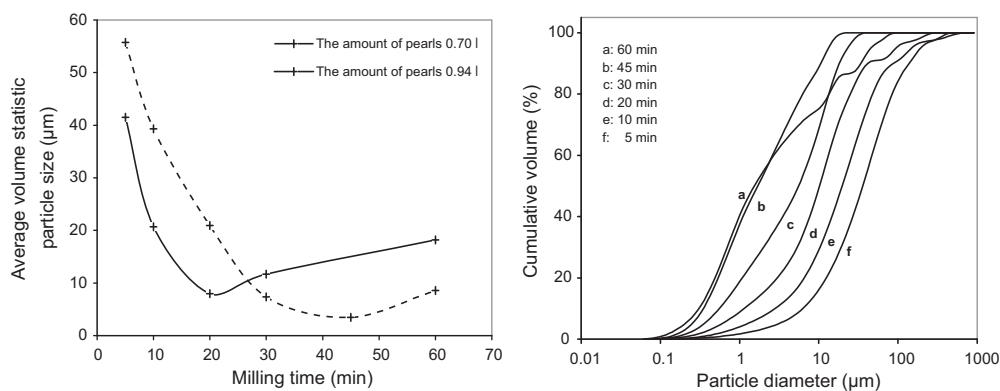 60
50
40
30
20
10
0
0 10 20 30 40 50 60 70
Average volume statistic
particle size (µm)
Milling time (min)
The amount of pearls 0.70 l
The amount of pearls 0.94 l
100
80
60
40
20
0
0.01 0.1 1 10 100 1000
Cumulative volume (%)
Particle diameter (µm)
a: 60 min
b: 45 min
c: 30 min
d: 20 min
e: 10 min
f: 5 min
a
b
c
d
e
f